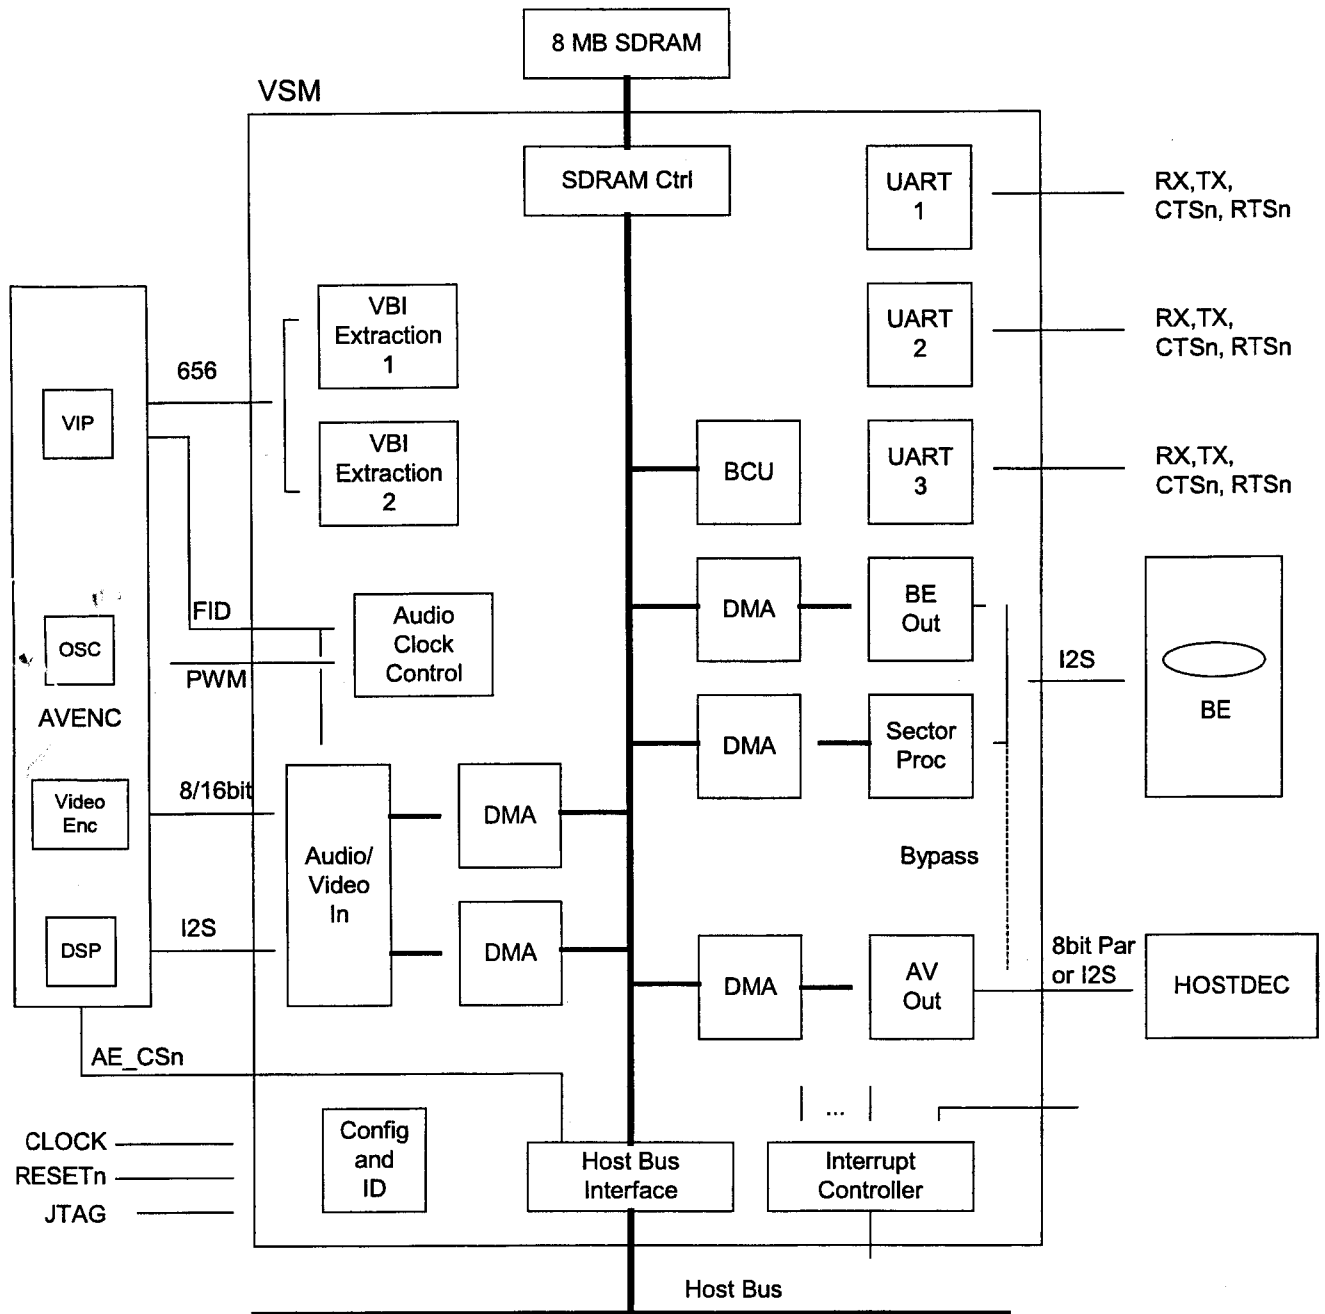 8 MB SDRAM
VSM
SDRAM Ctrl
UART
1
RX,TX,
CTSn, RTSn
VBI
Extraction
1
UART
2
RX,TX,
CTSn, RTSn
656
VIP
VBI
Extraction
2
BCU
UART
3
RX,TX,
CTSn, RTSn
FID
OSC
PWM
AVENC
Audio
Clock
Control
DMA
BE
Out
I2S
BE
DMA
Sector
Proc
8/16bit
Video
Enc
Audio/
Video
In
DMA
Bypass
I2S
DSP
DMA
DMA
AV
Out
8bit Par
or I2S
HOSTDEC
AE_CSn
...
CLOCK
RESETn
JTAG
Config
and
ID
Host Bus
Interface
Interrupt
Controller
Host Bus